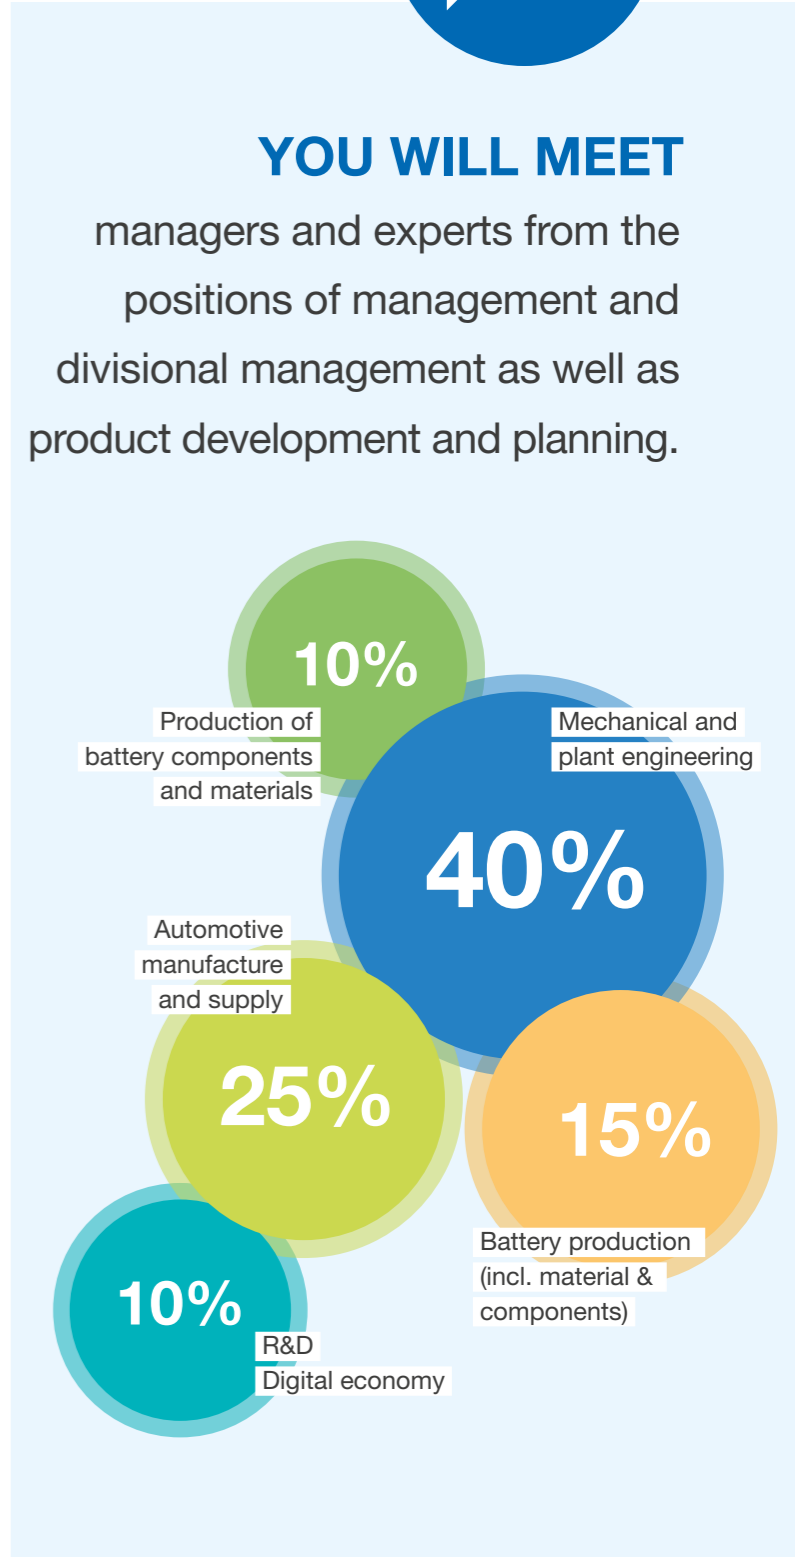 YOU WILL MEET
managers and experts from the
positions of management and
divisional management as well as
product development and planning.
10%
Production of
battery components
and materials
Mechanical and
plant engineering
40%
Automotive
manufacture
and supply
25%
15%
Battery production
(incl. material &
components)
10%
R&D
Digital economy